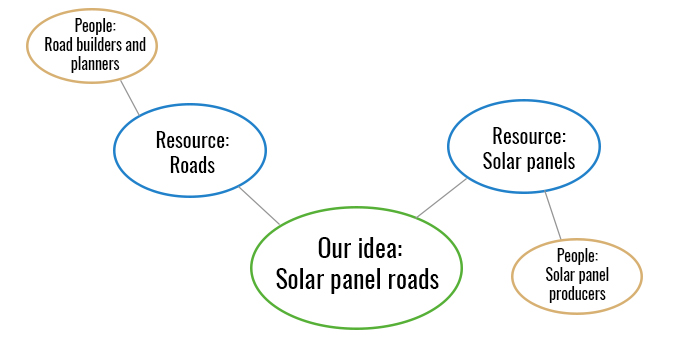 People:
Road builders and
planners
Resource:
Roads
Resource:
Solar panels
Our idea:
Solar panel roads
People:
Solar panel
producers